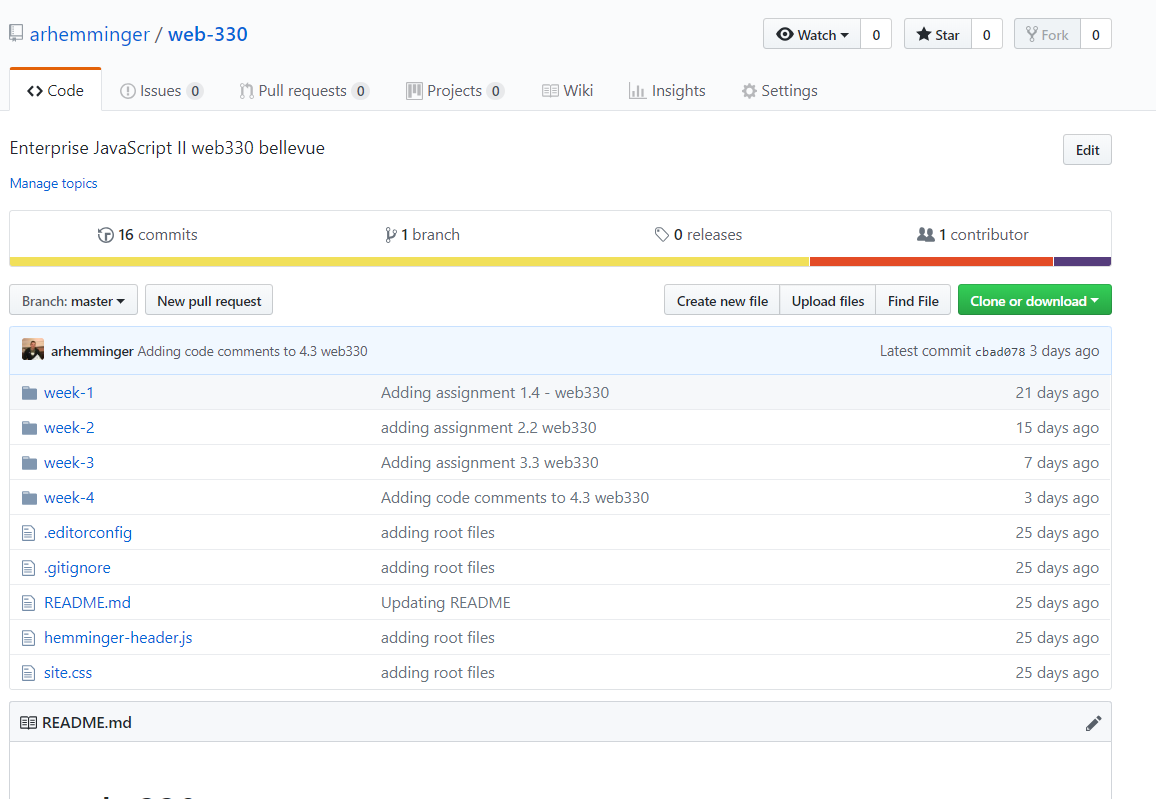 arhemminger / web-330 Watch 0 Star 0 Fork 0
Code Issues 0 Pull requests 0 Projects 0 Wiki Insights Settings
Enterprise JavaScript II web330 bellevue Edit
Manage topics
16 commits 1 branch 0 releases 1 contributor
Branch: master New pull request Create new file Upload files Find File Clone or download
arhemminger Adding code comments to 4.3 web330 Latest commit cbad078 3 days ago
week-1 Adding assignment 1.4 - web330 21 days ago
week-2 adding assignment 2.2 web330 15 days ago
week-3 Adding assignment 3.3 web330 7 days ago
week-4 Adding code comments to 4.3 web330 3 days ago
.editorconfig adding root files 25 days ago
.gitignore adding root files 25 days ago
README.md Updating README 25 days ago
hemminger-header.js adding root files 25 days ago
site.css adding root files 25 days ago
README.md